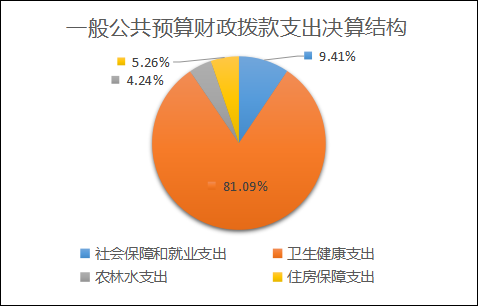 一般公共预算财政拨款支出决算结构
5.26%
9.41%
4.24%
81.09%
社会保障和就业支出
卫生健康支出
农林水支出
住房保障支出